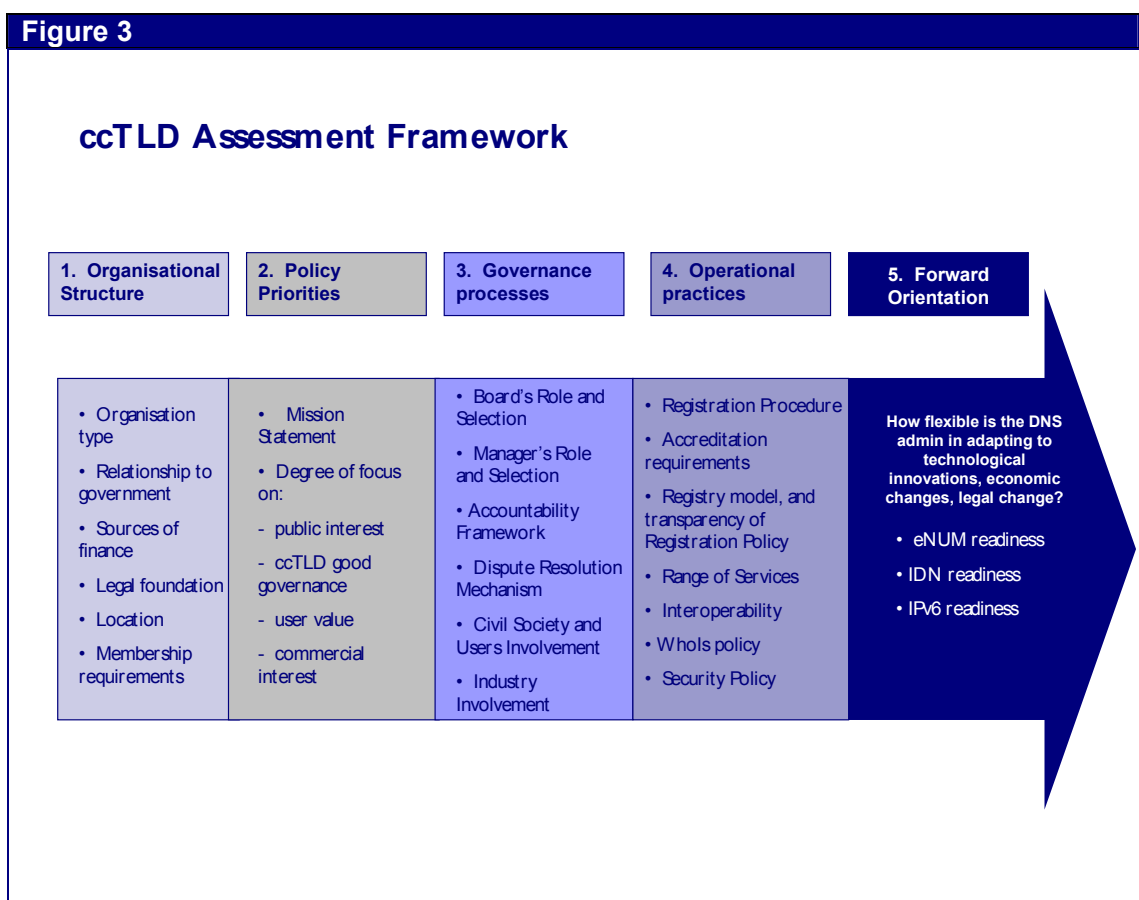 Figure 3
ccTLD Assessment Framework
1. Organisational
Structure
2. Policy
Priorities
3. Governance
processes
4. Operational
practices
5. Forward
Orientation
• Organisation
type
• Relationship to
government
• Sources of
finance
• Legal foundation
• Location
• Membership
requirements
• Mission
Statement
• Degree of focus
on:
- public interest
- ccTLD good
governance
- user value
- commercial
interest
• Board's Role and
Selection
• Manager's Role
and Selection
• Accountability
Framework
• Dispute Resolution
Mechanism
• Civil Society and
Users Involvement
• Industry
Involvement
• Registration Procedure
• Accreditation
requirements
• Registry model, and
transparency of
Registration Policy
• Range of Services
• Interoperability
• WhoIs policy
• Security Policy
How flexible is the DNS
admin in adapting to
technological
innovations, economic
changes, legal change?
• eNUM readiness
• IDN readiness
• IPv6 readiness